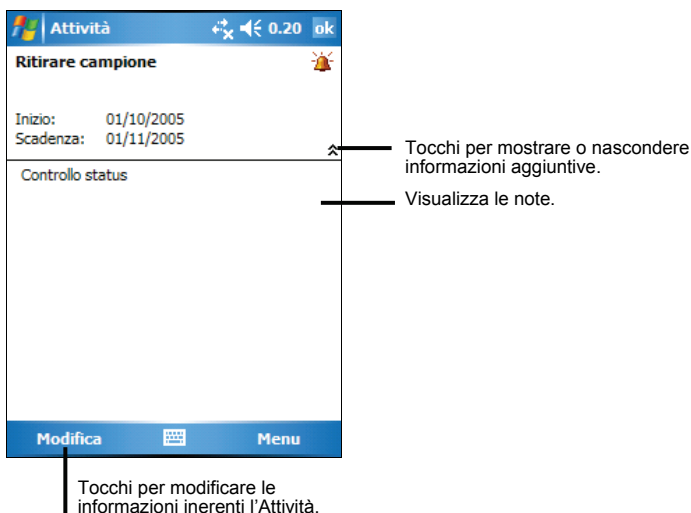 Attività 0.20 ok
Ritirare campione
Inizio: 01/10/2005
Scadenza: 01/11/2005
Tocchi per mostrare o nascondere
informazioni aggiuntive.
Controllo status
Visualizza le note.
Modifica Menu
Tocchi per modificare le
informazioni inerenti l'Attività.